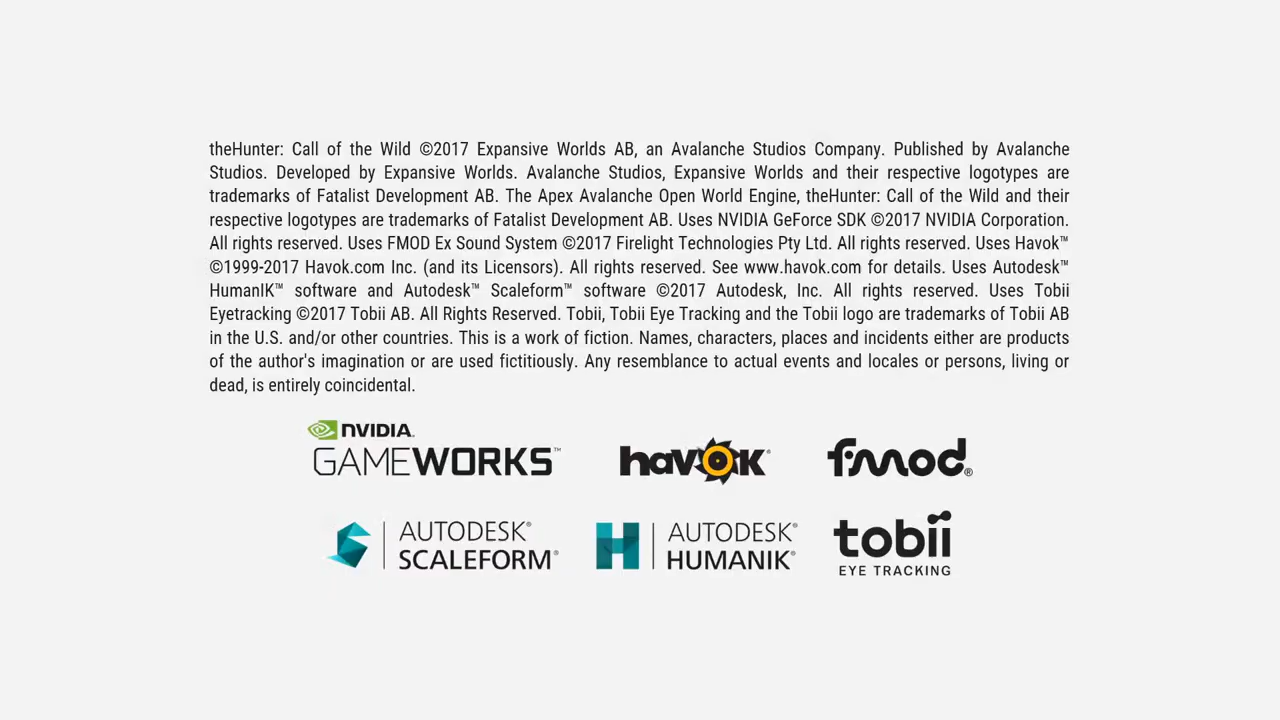 theHunter: Call of the Wild ©2017 Expansive Worlds AB, an Avalanche Studios Company. Published by Avalanche
Studios. Developed by Expansive Worlds. Avalanche Studios, Expansive Worlds and their respective logotypes are
trademarks of Fatalist Development AB. The Apex Avalanche Open World Engine, theHunter: Call of the Wild and their
respective logotypes are trademarks of Fatalist Development AB. Uses NVIDIA GeForce SDK ©2017 NVIDIA Corporation.
All rights reserved. Uses FMOD Ex Sound System ©2017 Firelight Technologies Pty Ltd. All rights reserved. Uses Havok™
©1999-2017 Havok.com Inc. (and its Licensors). All rights reserved. See www.havok.com for details. Uses Autodesk™
HumanIK™ software and Autodesk™ Scaleform™ software ©2017 Autodesk, Inc. All rights reserved. Uses Tobii
Eyetracking ©2017 Tobii AB. All Rights Reserved. Tobii, Tobii Eye Tracking and the Tobii logo are trademarks of Tobii AB
in the U.S. and/or other countries. This is a work of fiction. Names, characters, places and incidents either are products
of the author's imagination or are used fictitiously. Any resemblance to actual events and locales or persons, living or
dead, is entirely coincidental.
NVIDIA.
GAMEWORKS™
havok®
fmod®
AUTODESK®
SCALEFORM®
AUTODESK®
HUMANIK®
tobii
EYE TRACKING